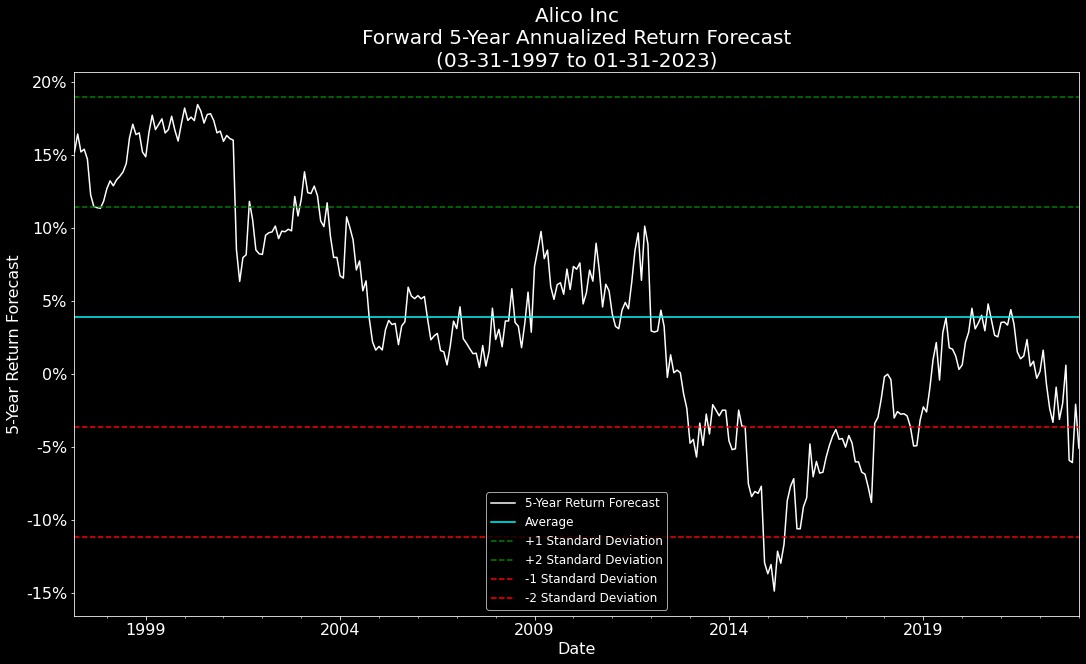 Alico Inc
Forward 5-Year Annualized Return Forecast
(03-31-1997 to 01-31-2023)
20%
15%
10%
5%
0%
-5%
-10%
-15%
5-Year Return Forecast
5-Year Return Forecast
Average
+1 Standard Deviation
+2 Standard Deviation
-1 Standard Deviation
-2 Standard Deviation
1999
2004
2009
2014
2019
Date